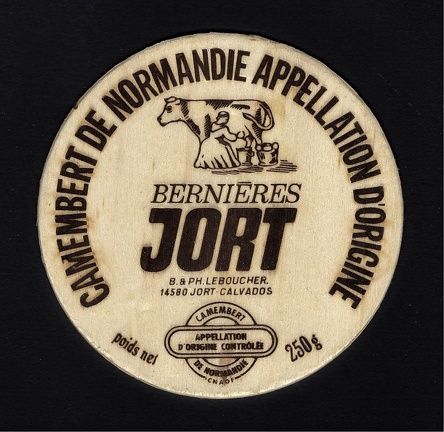 CAMEMBERT DE NORMANDIE APPELLATION D'ORIGINE
BERNIÈRES
JORT
B.& PH. LEBOUCHER.
14580 JORT-CALVADOS
CAMEMBERT
APPELLATION
D'ORIGINE CONTRÔLÉE
DE NORMANDIE
CNAOF
poids net
250g